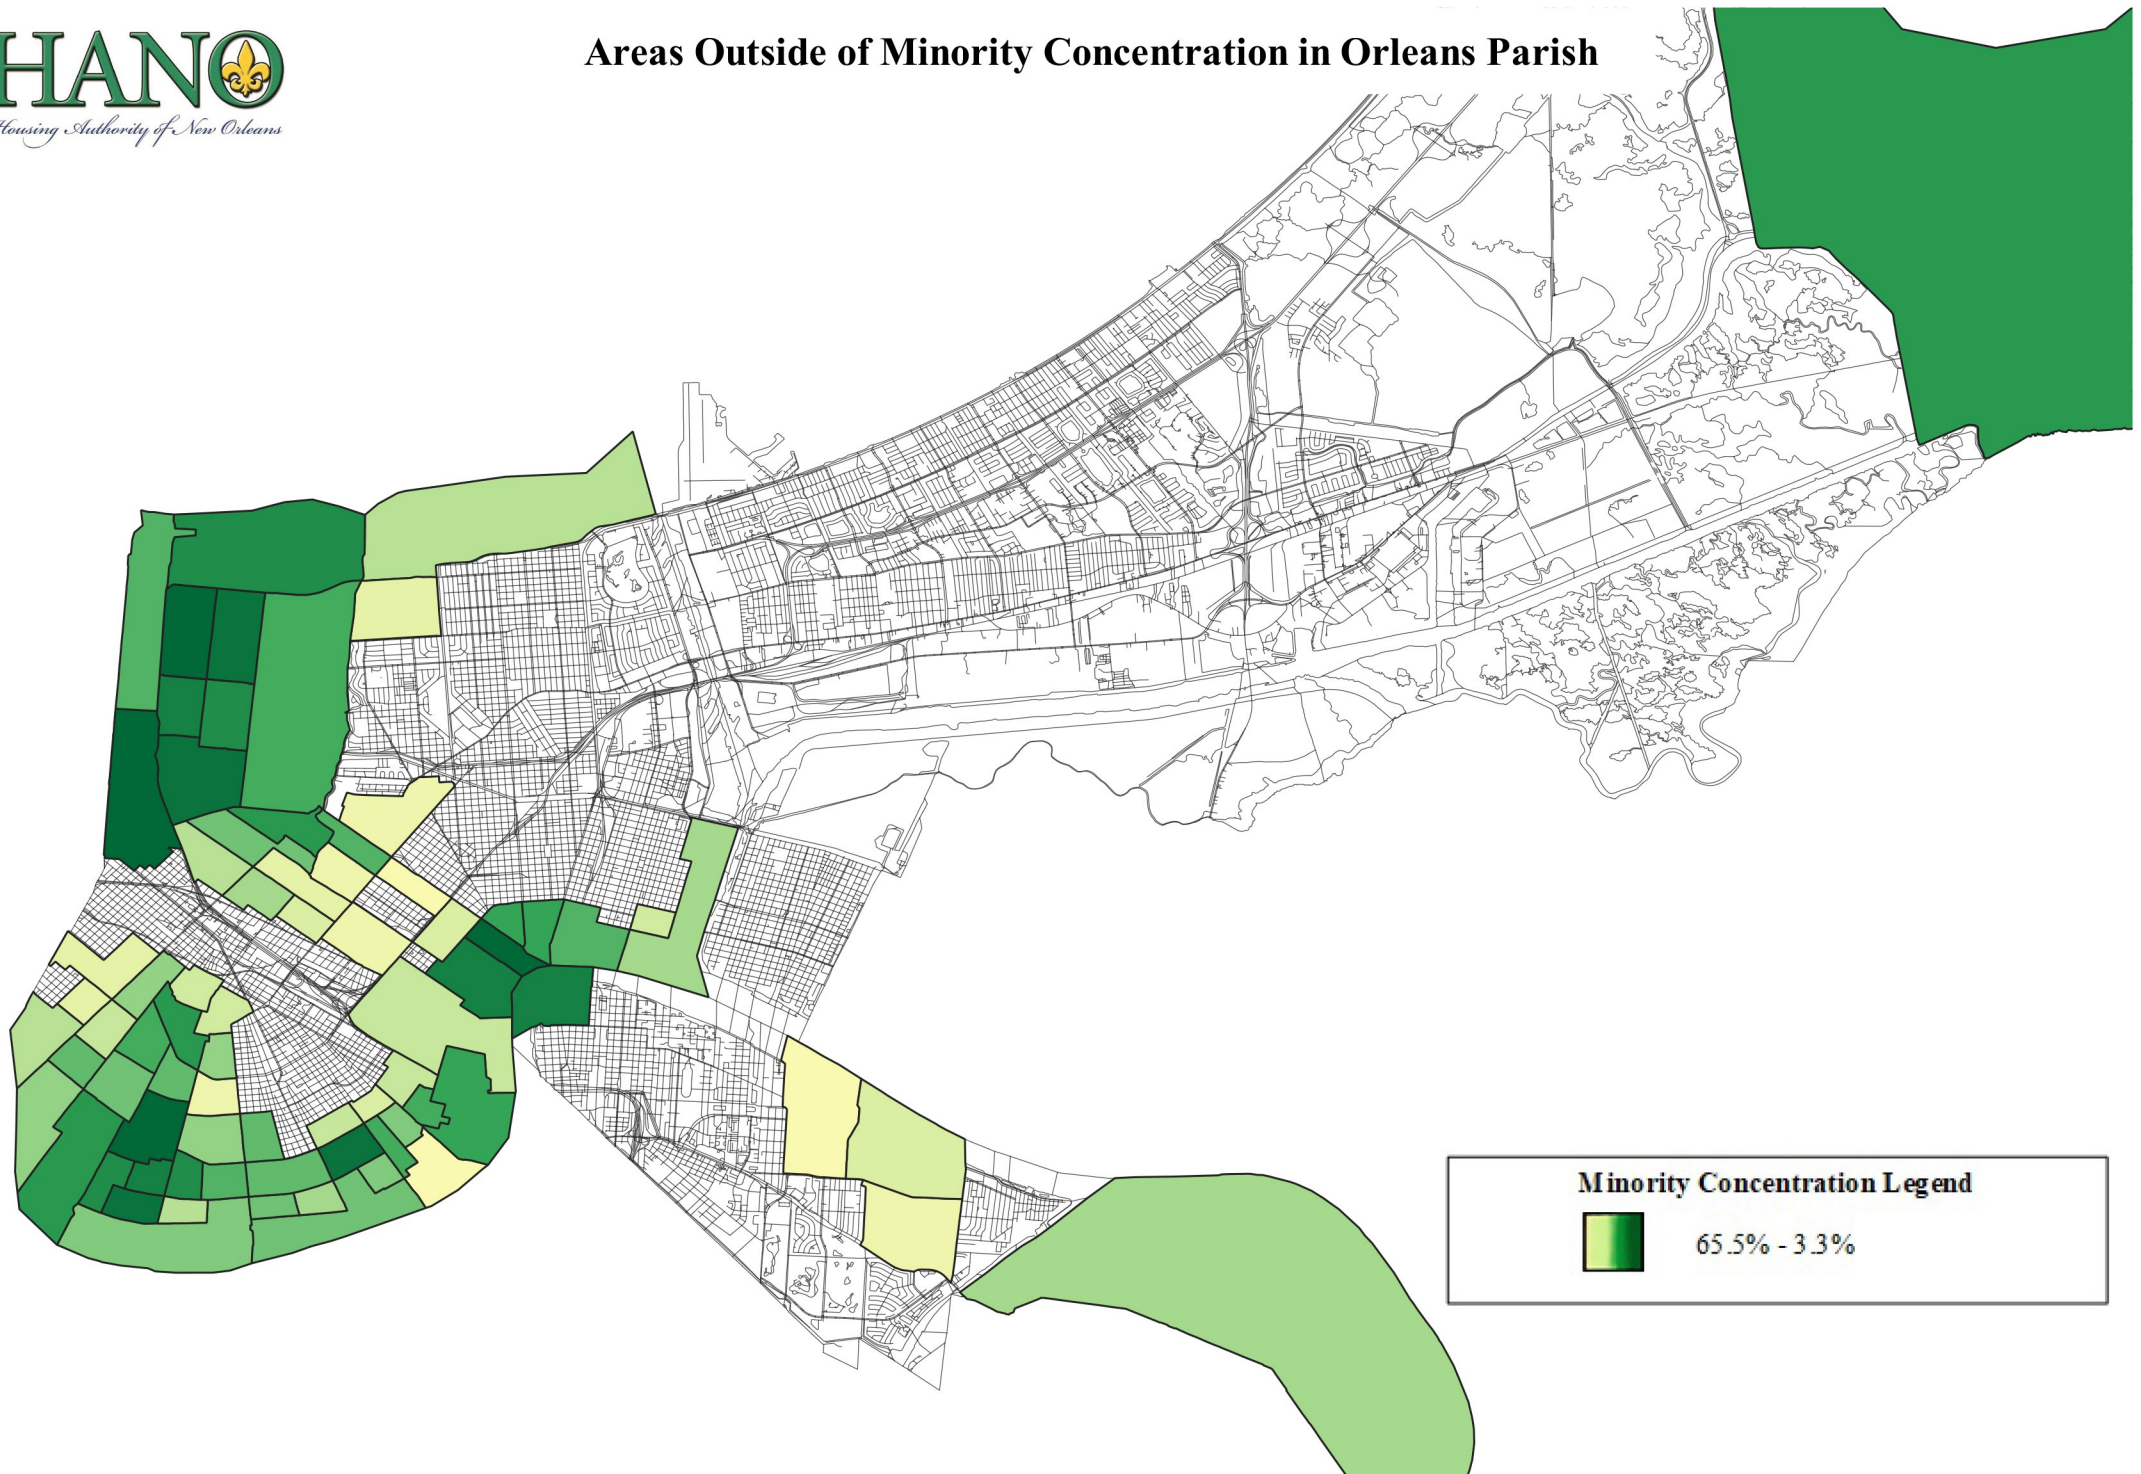 HANO
Housing Authority of New Orleans
Areas Outside of Minority Concentration in Orleans Parish
Minority Concentration Legend
65.5% - 3.3%